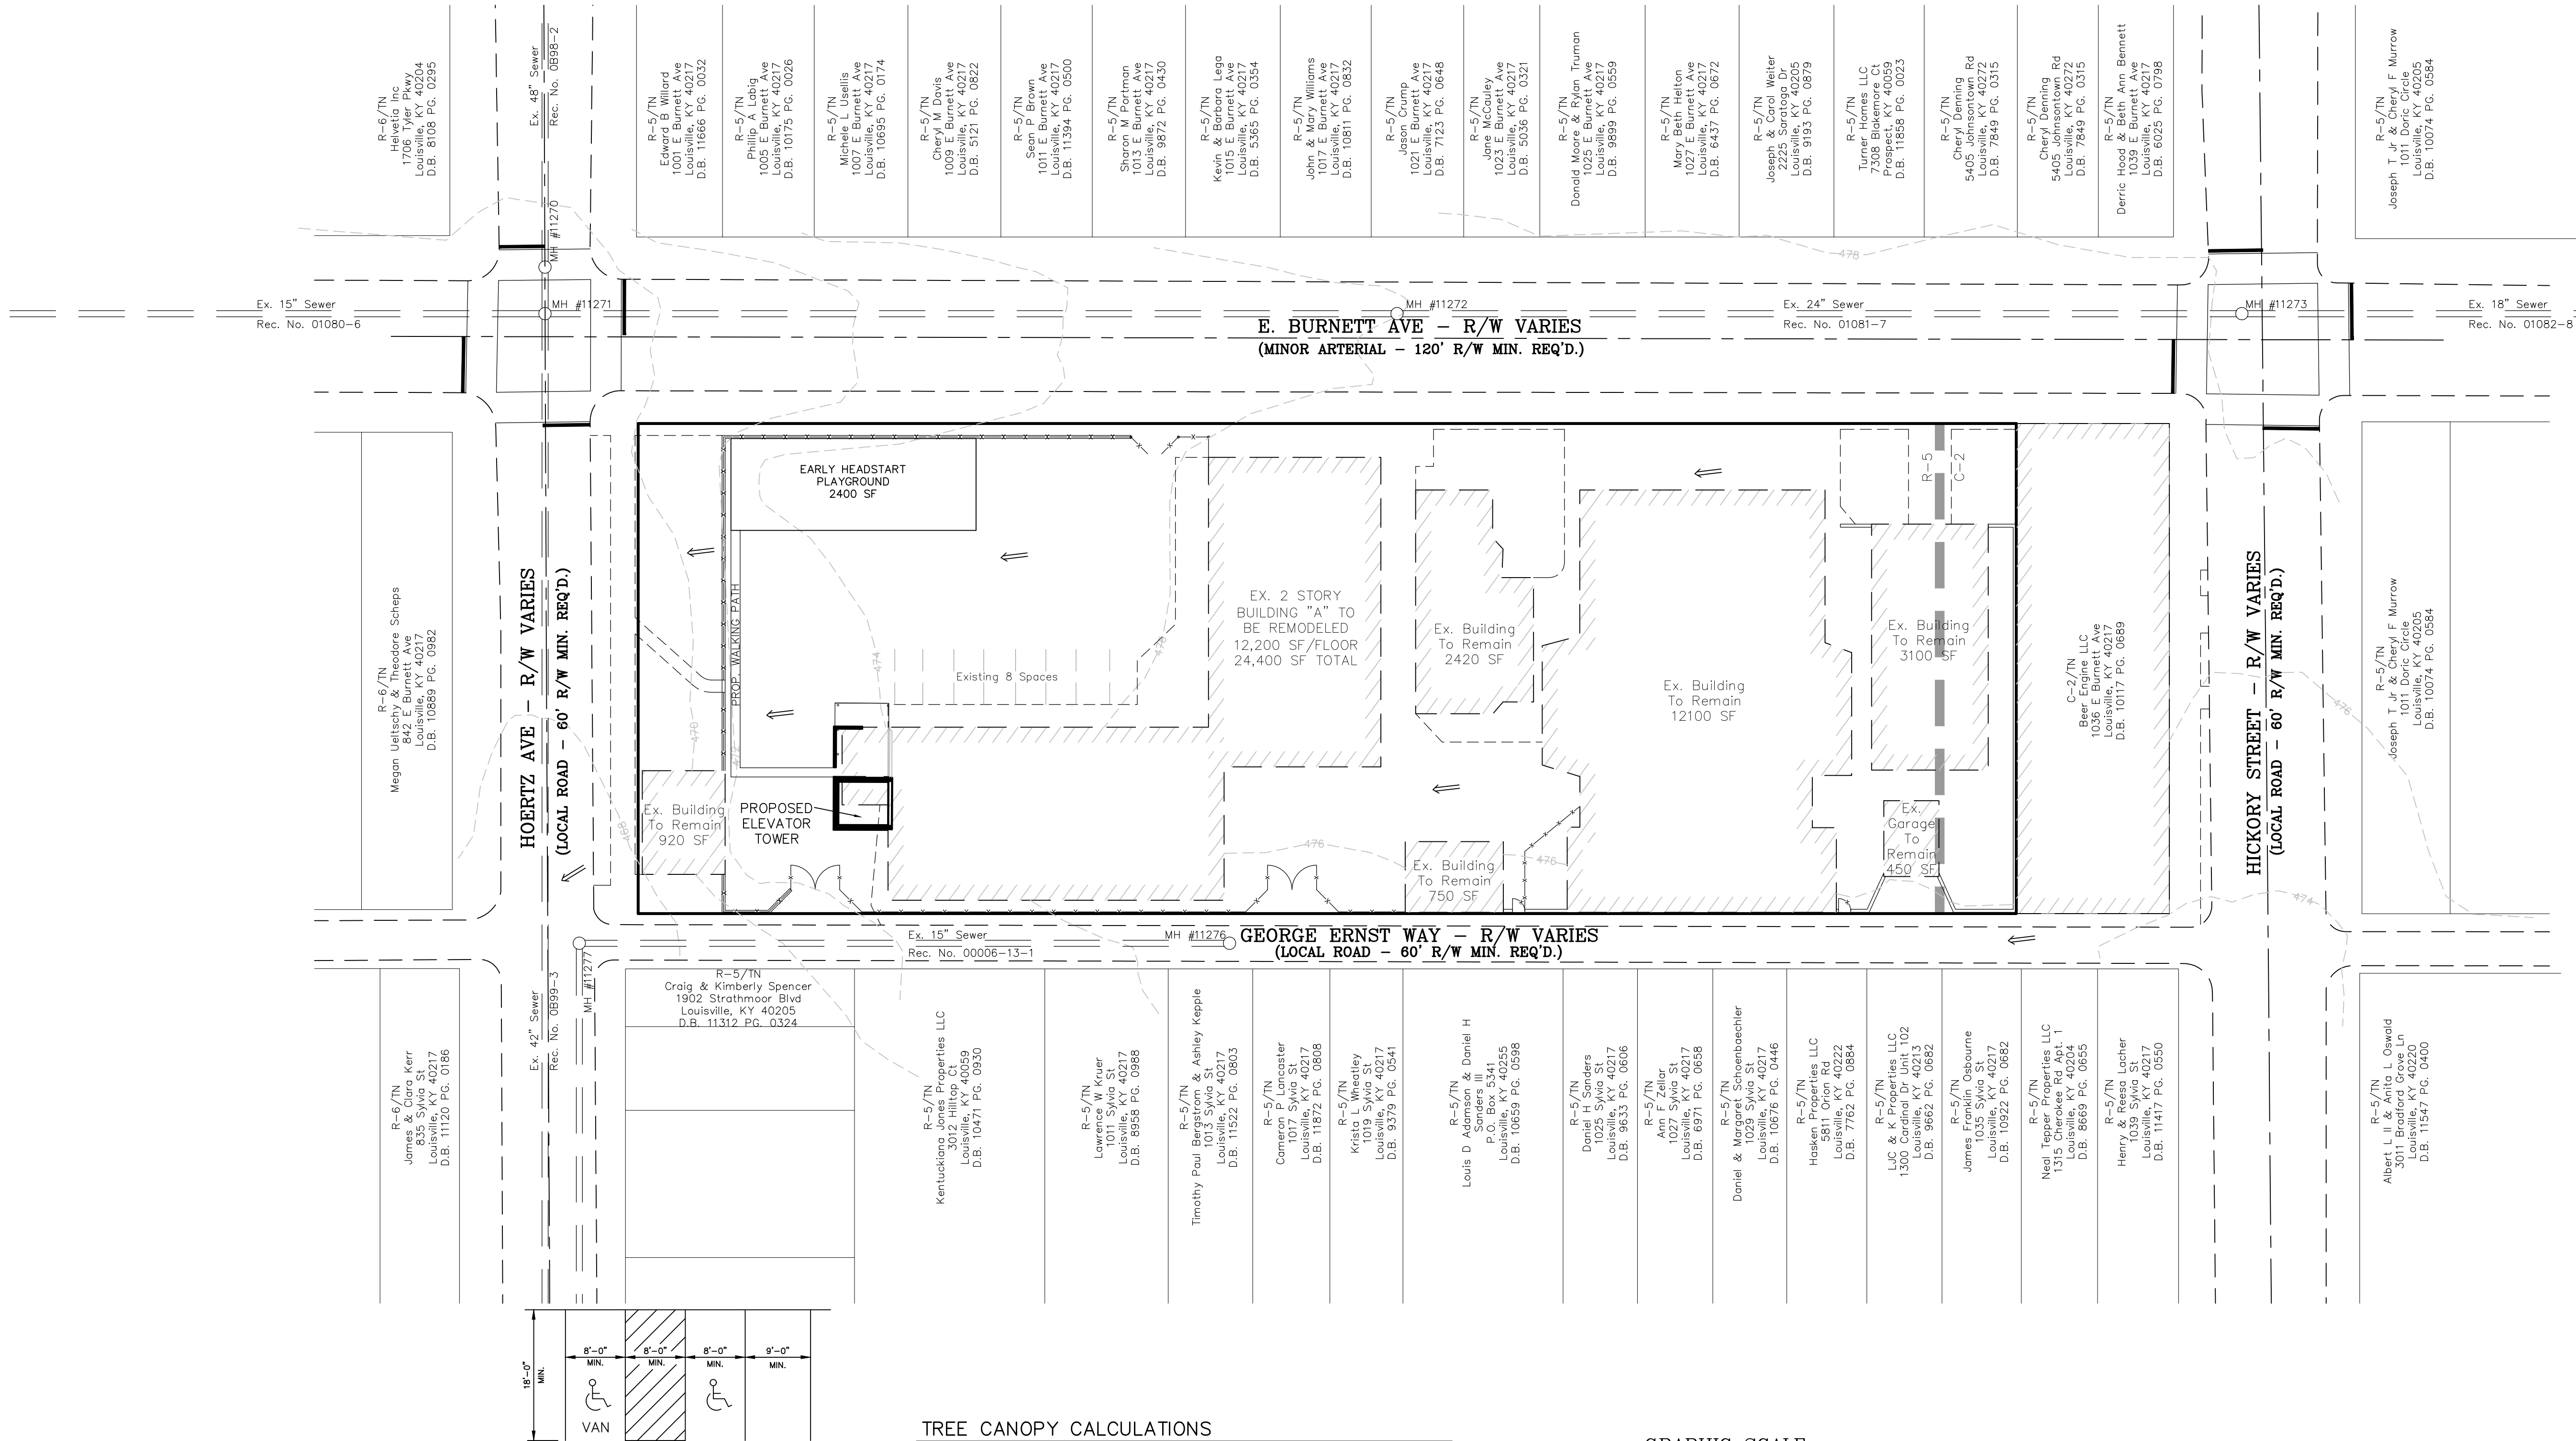 R-6/TN
Helvetia Inc
1706 Tyler Pkwy
Louisville, KY 40204
D.B. 8108 PG. 0295
Ex. 48" Sewer
Rec. No. 0B98-2
MH #11270
R-5/TN
Edward B Willard
1001 E Burnett Ave
Louisville, KY 40217
D.B. 11666 PG. 0032
R-5/TN
Philip A Labig
1005 E Burnett Ave
Louisville, KY 40217
D.B. 10175 PG. 0026
R-5/TN
Michele L Usellis
1007 E Burnett Ave
Louisville, KY 40217
D.B. 10695 PG. 0174
R-5/TN
Cheryl M Davis
1009 E Burnett Ave
Louisville, KY 40217
D.B. 5121 PG. 0822
R-5/TN
Sean P Brown
1011 E Burnett Ave
Louisville, KY 40217
D.B. 11394 PG. 0500
R-5/TN
Sharon M Portman
1013 E Burnett Ave
Louisville, KY 40217
D.B. 9872 PG. 0430
R-5/TN
Kevin & Barbara Lega
1015 E Burnett Ave
Louisville, KY 40217
D.B. 5365 PG. 0354
R-5/TN
John & Mary Williams
1017 E Burnett Ave
Louisville, KY 40217
D.B. 10811 PG. 0832
R-5/TN
Jason Crump
1021 E Burnett Ave
Louisville, KY 40217
D.B. 7123 PG. 0648
R-5/TN
Jane McCauley
1023 E Burnett Ave
Louisville, KY 40217
D.B. 5036 PG. 0321
R-5/TN
Donald Moore & Rylan Truman
1025 E Burnett Ave
Louisville, KY 40217
D.B. 9899 PG. 0559
R-5/TN
Mary Beth Helton
1027 E Burnett Ave
Louisville, KY 40217
D.B. 6437 PG. 0672
R-5/TN
Joseph & Carol Weiter
2225 Saratoga Dr
Louisville, KY 40205
D.B. 9193 PG. 0879
R-5/TN
Turner Homes LLC
7308 Blakemore Ct
Prospect, KY 40059
D.B. 11858 PG. 0023
R-5/TN
Cheryl Denning
5405 Johnsontown Rd
Louisville, KY 40272
D.B. 7849 PG. 0315
R-5/TN
Cheryl Denning
5405 Johnsontown Rd
Louisville, KY 40272
D.B. 7849 PG. 0315
R-5/TN
Derric Hood & Beth Ann Bennett
1039 E Burnett Ave
Louisville, KY 40217
D.B. 6025 PG. 0798
R-5/TN
Joseph T Jr & Cheryl F Murrow
1011 Doric Circle
Louisville, KY 40205
D.B. 10074 PG. 0584
478
Ex. 15" Sewer
Rec. No. 01080-6
MH #11271
MH #11272
Ex. 24" Sewer
Rec. No. 01081-7
MH #11273
Ex. 18" Sewer
Rec. No. 01082-8
E. BURNETT AVE - R/W VARIES
(MINOR ARTERIAL - 120' R/W MIN. REQ'D.)
R-6/TN
Megan Ueltschy & Theodore Scheps
842 E Burnett Ave
Louisville, KY 40217
D.B. 10889 PG. 0982
HOERTZ AVE - R/W VARIES
(LOCAL ROAD - 60' R/W MIN. REQ'D.)
468
470
472
474
476
EARLY HEADSTART
PLAYGROUND
2400 SF
PROP. WALKING PATH
Existing 8 Spaces
EX. 2 STORY
BUILDING "A" TO
BE REMODELED
12,200 SF/FLOOR
24,400 SF TOTAL
Ex. Building
To Remain
2420 SF
Ex. Building
To Remain
12100 SF
R-5
C-2
Ex. Building
To Remain
3100 SF
Ex.
Garage
To
Remain
450 SF
Ex. Building
To Remain
920 SF
PROPOSED
ELEVATOR
TOWER
476
476
Ex. Building
To Remain
750 SF
C-2/TN
Beer Engine LLC
1036 E Burnett Ave
Louisville, KY 40217
D.B. 10117 PG. 0689
HICKORY STREET - R/W VARIES
(LOCAL ROAD - 60' R/W MIN. REQ'D.)
476
474
R-5/TN
Joseph T Jr & Cheryl F Murrow
1011 Doric Circle
Louisville, KY 40205
D.B. 10074 PG. 0584
Ex. 15" Sewer
Rec. No. 00006-13-1
MH #11276
GEORGE ERNST WAY - R/W VARIES
(LOCAL ROAD - 60' R/W MIN. REQ'D.)
R-6/TN
James & Clara Kerr
835 Sylvia St
Louisville, KY 40217
D.B. 11120 PG. 0186
Ex. 42" Sewer
Rec. No. 0B99-3
MH #11277
R-5/TN
Craig & Kimberly Spencer
1902 Strathmoor Blvd
Louisville, KY 40205
D.B. 11312 PG. 0324
R-5/TN
Kentuckiana Jones Properties LLC
3012 Hilltop Ct
Louisville, KY 40059
D.B. 10471 PG. 0930
R-5/TN
Lawrence W Kruer
1011 Sylvia St
Louisville, KY 40217
D.B. 8958 PG. 0988
R-5/TN
Timothy Paul Bergstrom & Ashley Kepple
1013 Sylvia St
Louisville, KY 40217
D.B. 11522 PG. 0803
R-5/TN
Cameron P Lancaster
1017 Sylvia St
Louisville, KY 40217
D.B. 11872 PG. 0808
R-5/TN
Krista L Wheatley
1019 Sylvia St
Louisville, KY 40217
D.B. 9379 PG. 0541
R-5/TN
Louis D Adamson & Daniel H
Sanders III
P.O. Box 5341
Louisville, KY 40255
D.B. 10659 PG. 0598
R-5/TN
Daniel H Sanders
1025 Sylvia St
Louisville, KY 40217
D.B. 9633 PG. 0606
R-5/TN
Ann F Zellar
1027 Sylvia St
Louisville, KY 40217
D.B. 6971 PG. 0658
R-5/TN
Daniel & Margaret Schoenbaechler
1029 Sylvia St
Louisville, KY 40217
D.B. 10676 PG. 0446
R-5/TN
Hasken Properties LLC
5811 Orion Rd
Louisville, KY 40222
D.B. 7762 PG. 0884
R-5/TN
LJC & K Properties LLC
1300 Cardinal Dr Unit 102
Louisville, KY 40213
D.B. 9662 PG. 0682
R-5/TN
James Franklin Osbourne
1035 Sylvia St
Louisville, KY 40217
D.B. 10922 PG. 0682
R-5/TN
Neal Tepper Properties LLC
1315 Cherokee Rd Apt. 1
Louisville, KY 40204
D.B. 8669 PG. 0655
R-5/TN
Henry & Reesa Lacher
1039 Sylvia St
Louisville, KY 40217
D.B. 11417 PG. 0550
R-5/TN
Albert L II & Anita L Oswald
3011 Bradford Grove Ln
Louisville, KY 40220
D.B. 11547 PG. 0400
18'-0"
MIN.
8'-0"
MIN.
8'-0"
MIN.
8'-0"
MIN.
9'-0"
MIN.
VAN
TREE CANOPY CALCULATIONS
GRAPHIC SCALE